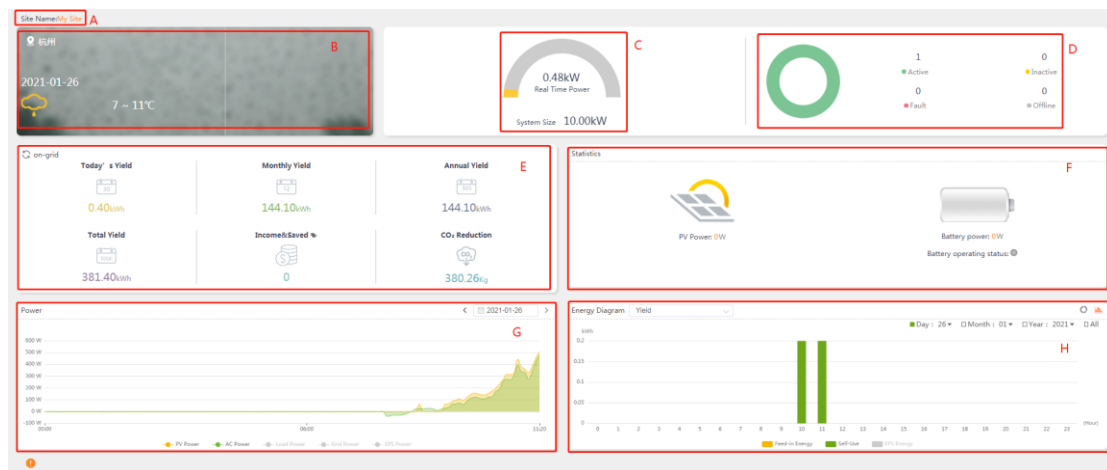 Site Name:My Site A
杭州
B
2021-01-26
7 ~ 11℃
0.48kW
Real Time Power
System Size 10.00kW
C
1
Active
0
Inactive
0
Fault
0
Offline
D
on-grid
E
Today' s Yield
30
0.40kWh
Monthly Yield
12
144.10kWh
Annual Yield
365
144.10kWh
Total Yield
total
381.40kWh
Income&Saved
0
CO₂ Reduction
CO₂
380.26Kg
Statistics
F
PV Power: 0W
Battery power: 0W
Battery operating status:
Power
< 2021-01-26 >
G
600 W
500 W
400 W
300 W
200 W
100 W
0 W
-100 W
00:00 06:00 11:20
PV Power AC Power Load Power Grid Power EPS Power
Energy Diagram Yield
Day : 26 Month : 01 Year : 2021 All
H
kWh
0.2
0.15
0.1
0.05
0
0 1 2 3 4 5 6 7 8 9 10 11 12 13 14 15 16 17 18 19 20 21 22 23 (Hour)
Feed-in Energy Self-Use EPS Energy